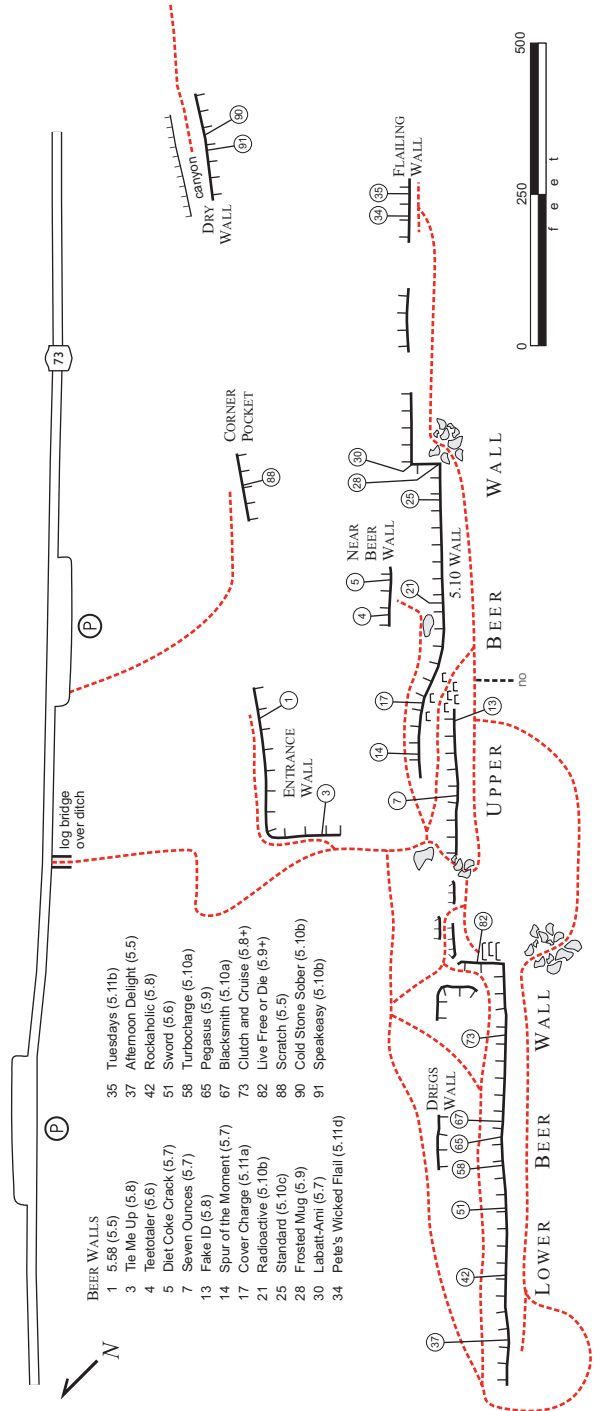 BEER WALLS
1 5.58 (5.5)
3 Tie Me Up (5.8)
4 Teetotaler (5.6)
5 Diet Coke Crack (5.7)
7 Seven Ounces (5.7)
13 Fake ID (5.8)
14 Spur of the Moment (5.7)
17 Cover Charge (5.11a)
21 Radioactive (5.10b)
25 Standard (5.10c)
28 Frosted Mug (5.9)
30 Labatt-Ami (5.7)
34 Pete's Wicked Flail (5.11d)
35 Tuesdays (5.11b)
37 Afternoon Delight (5.5)
42 Rockaholic (5.8)
51 Sword (5.6)
58 Turbocharge (5.10a)
65 Pegasus (5.9)
67 Blacksmith (5.10a)
73 Clutch and Cruise (5.8+)
82 Live Free or Die (5.9+)
88 Scratch (5.5)
90 Cold Stone Sober (5.10b)
91 Speakeasy (5.10b)
N
P
log bridge
over ditch
P
73
ENTRANCE
WALL
1
3
CORNER
POCKET
88
canyon
DRY
WALL
91
90
DREGS
WALL
NEAR
BEER
WALL
4
5
FLAILING
WALL
34
35
37
42
51
58
65
67
73
82
7
13
14
17
21
25
28
30
5.10 WALL
no
LOWER BEER WALL
UPPER BEER WALL
0
250
500
feet